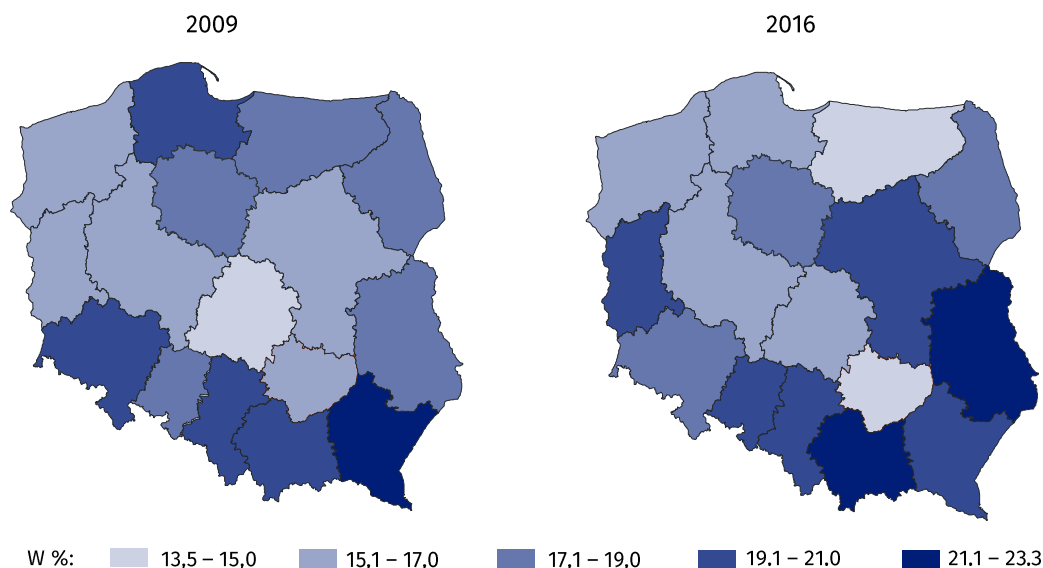 2009 2016
W %: 13,5 – 15,0 15,1 – 17,0 17,1 – 19,0 19,1 – 21,0 21,1 – 23,3